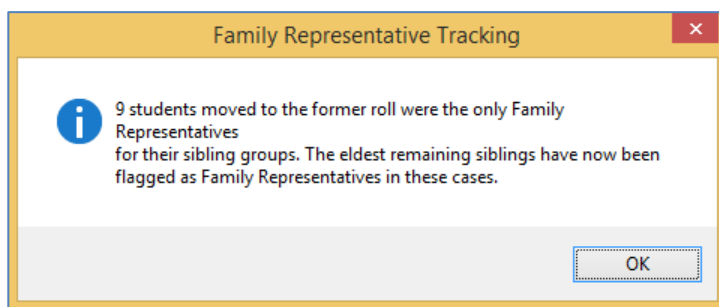 Family Representative Tracking
9 students moved to the former roll were the only Family
Representatives
for their sibling groups. The eldest remaining siblings have now been
flagged as Family Representatives in these cases.
OK